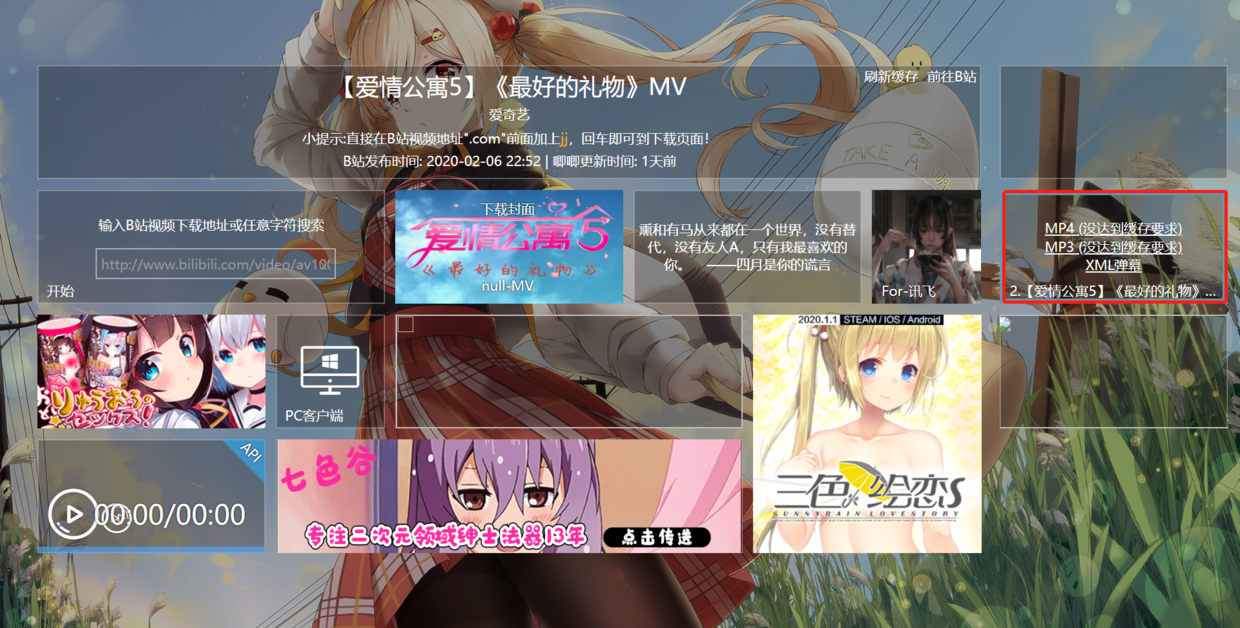 【爱情公寓5】《最好的礼物》MV
刷新缓存 前往B站
爱奇艺
小提示:直接在B站视频地址".com"前面加上jj，回车即可到下载页面！
B站发布时间: 2020-02-06 22:52 | 唧唧更新时间: 1天前
TAKE A
输入B站视频下载地址或任意字符搜索
http://www.bilibili.com/video/av10
开始
下载封面
爱情公寓5
《最好的礼物》
null-MV
薰和有马从来都在一个世界，没有替
代，没有友人A，只有我最喜欢的
你。 ————四月是你的谎言
For-讯飞
MP4 (没达到缓存要求)
MP3 (没达到缓存要求)
XML弹幕
2.【爱情公寓5】《最好的礼物》...
りゅうおうの
PC客户端
2020.1.1 STEAM / IOS / Android
三色绘恋S
SUNNYRAIN LOVESTORY
API
00:00/00:00
七色谷
专注二次元领域绅士法器13年
点击传送